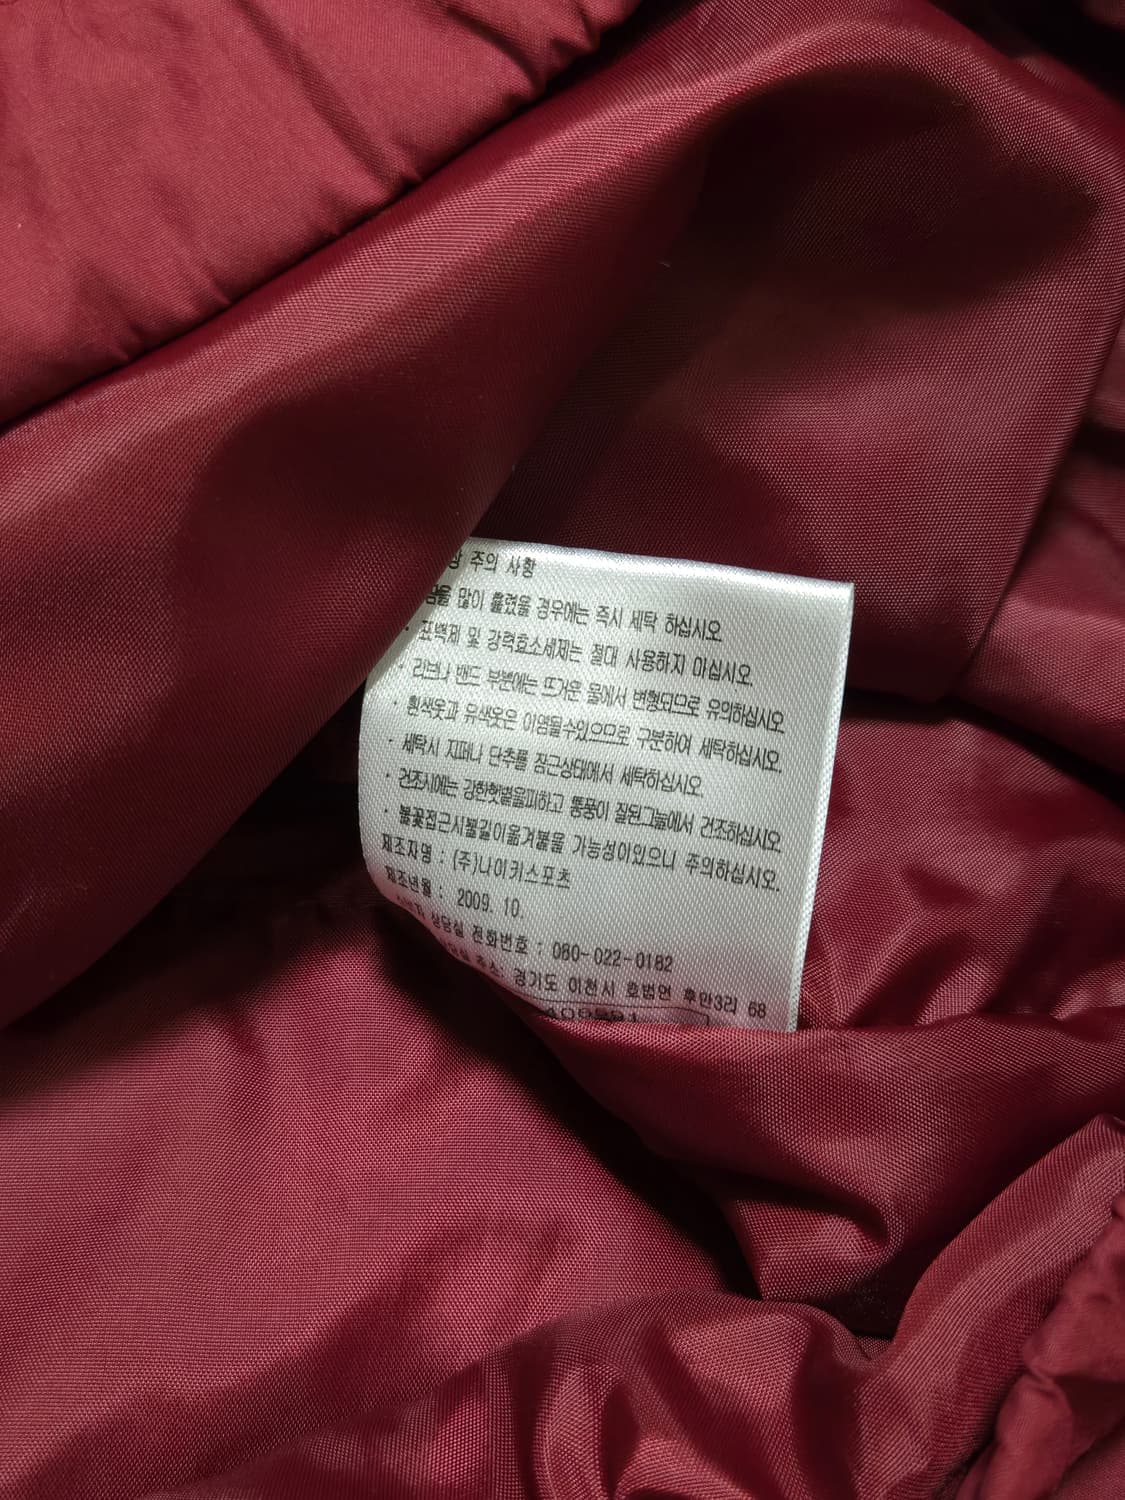 주의 사항
땀을 많이 흘렸을 경우에는 즉시 세탁 하십시오
· 표백제 및 강력효소세제는 절대 사용하지 마십시오.
· 리브나 밴드 부분에는 뜨거운 물에서 변형되므로 유의하십시오
· 흰색옷과 유색옷은 이염될수있으므로 구분하여 세탁하십시오.
· 세탁시 지퍼나 단추를 잠근상태에서 세탁하십시오
· 건조시에는 강한햇볕을피하고 통풍이 잘된그늘에서 건조하십시오
· 불꽃접근시불길이옮겨붙을 가능성이있으니 주의하십시오.
제조자명 : (주)나이키스포츠
제조년월 : 2009. 10.
상담실 전화번호 : 080-022-0182
주소: 경기도 이천시 호법면 후안3리 68